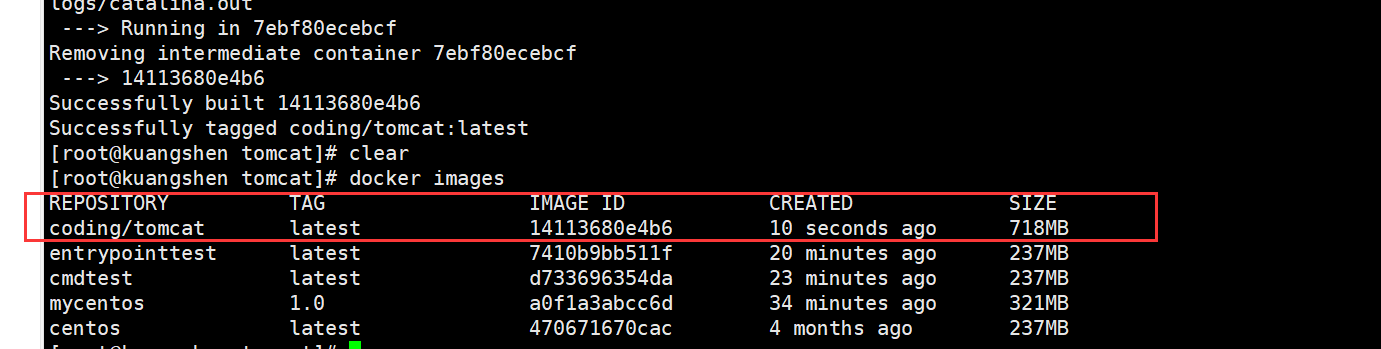 logs/catalina.out
 ---> Running in 7ebf80ecebcf
Removing intermediate container 7ebf80ecebcf
 ---> 14113680e4b6
Successfully built 14113680e4b6
Successfully tagged coding/tomcat:latest
[root@kuangshen tomcat]# clear
[root@kuangshen tomcat]# docker images
REPOSITORY          TAG                 IMAGE ID            CREATED             SIZE
coding/tomcat       latest              14113680e4b6        10 seconds ago      718MB
entrypointtest      latest              7410b9bb511f        20 minutes ago      237MB
cmdtest             latest              d733696354da        23 minutes ago      237MB
mycentos            1.0                 a0f1a3abcc6d        34 minutes ago      321MB
centos              latest              470671670cac        4 months ago        237MB
[root@kuangshen tomcat]#